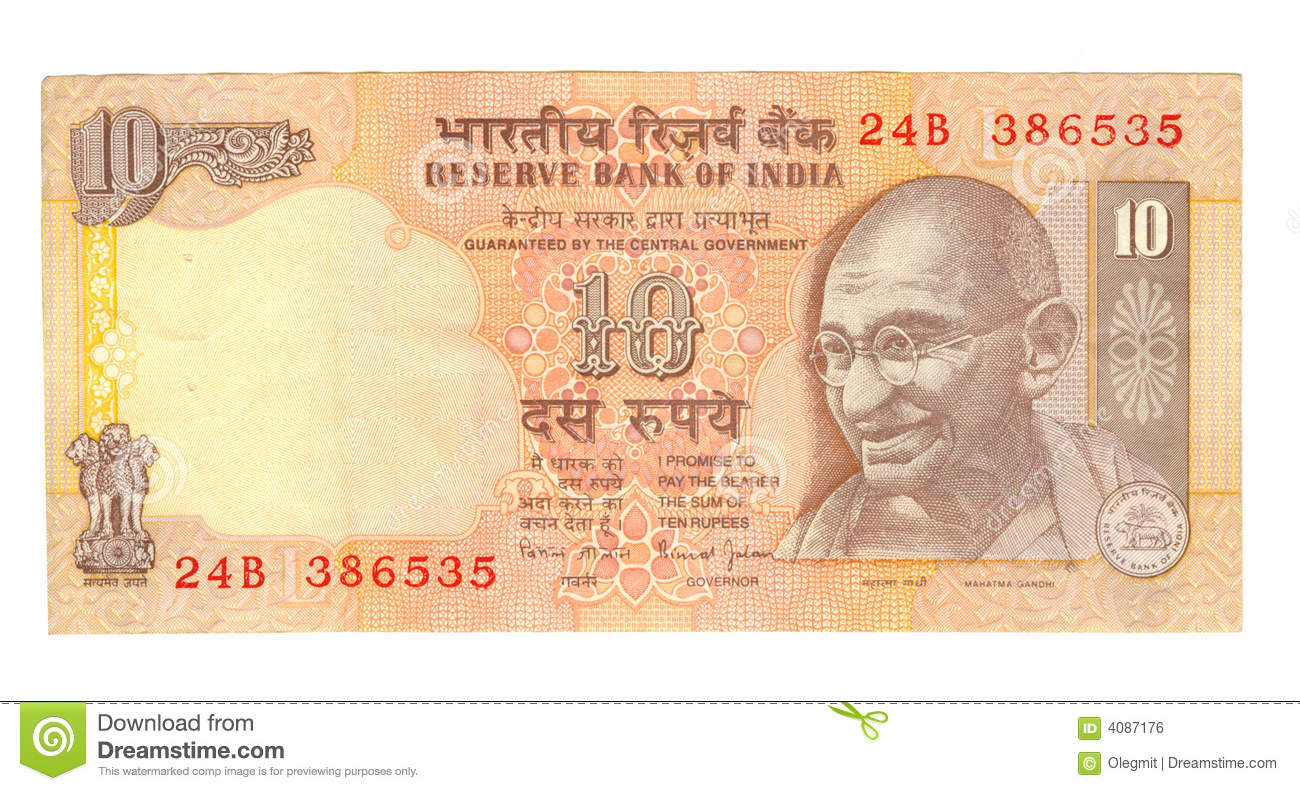 10
भारतीय रिज़र्व बैंक
24B 386535
RESERVE BANK OF INDIA
केन्द्रीय सरकार द्वारा प्रत्याभूत
GUARANTEED BY THE CENTRAL GOVERNMENT
10
10
दस रुपये
मैं धारक को
दस रुपये
अदा करने का
वचन देता हूँ ।
I PROMISE TO
PAY THE BEARER
THE SUM OF
TEN RUPEES
Bimal Jalan
गवर्नर
GOVERNOR
सत्यमेव जयते
24B 386535
महात्मा गांधी
MAHATMA GANDHI
भारतीय रिज़र्व बैंक
RESERVE BANK OF INDIA
Download from
Dreamstime.com
This watermarked comp image is for previewing purposes only.
ID 4087176
© Olegmit | Dreamstime.com